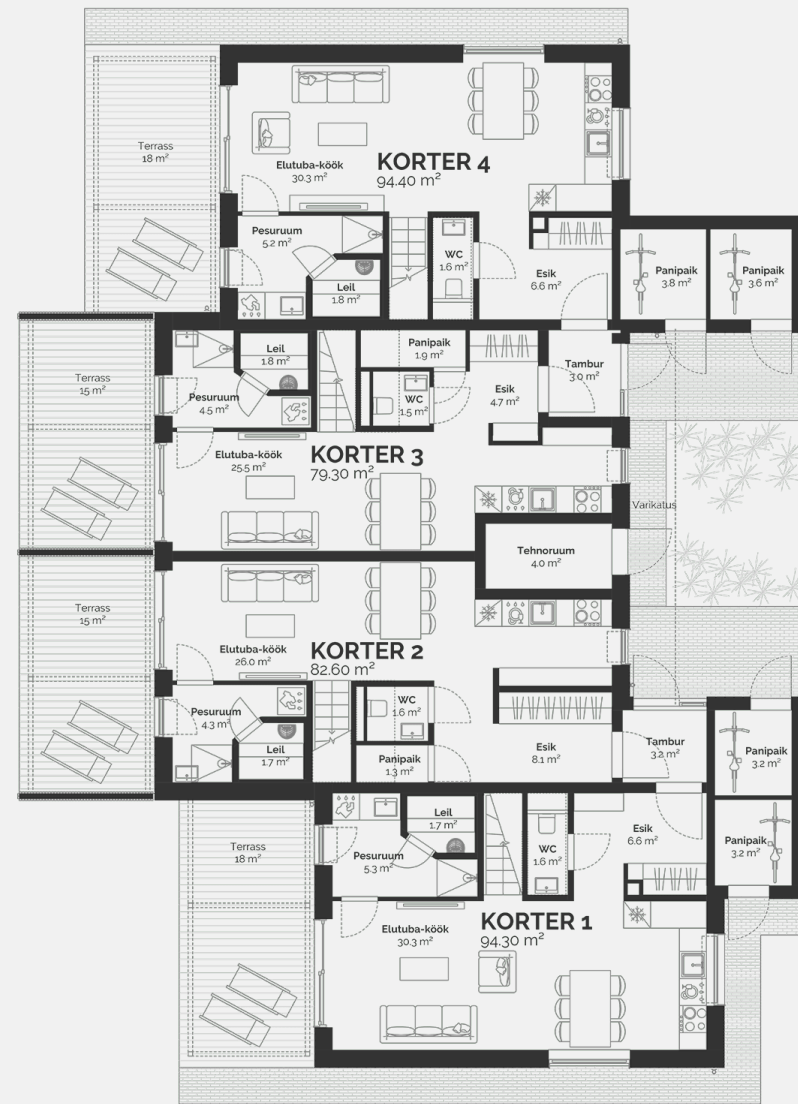 Terrass
18 m²
Elutuba-köök
30.3 m²
KORTER 4
94.40 m²
Pesuruum
5.2 m²
Leil
1.8 m²
WC
1.6 m²
Esik
6.6 m²
Panipaik
3.8 m²
Panipaik
3.6 m²
Terrass
15 m²
Leil
1.8 m²
Pesuruum
4.5 m²
Panipaik
1.9 m²
WC
1.5 m²
Esik
4.7 m²
Tambur
3.0 m²
Elutuba-köök
25.5 m²
KORTER 3
79.30 m²
Varikatus
Tehnoruum
4.0 m²
Terrass
15 m²
Elutuba-köök
26.0 m²
KORTER 2
82.60 m²
Pesuruum
4.3 m²
Leil
1.7 m²
WC
1.6 m²
Panipaik
1.3 m²
Esik
8.1 m²
Tambur
3.2 m²
Panipaik
3.2 m²
Terrass
18 m²
Pesuruum
5.3 m²
Leil
1.7 m²
WC
1.6 m²
Esik
6.6 m²
Panipaik
3.2 m²
Elutuba-köök
30.3 m²
KORTER 1
94.30 m²